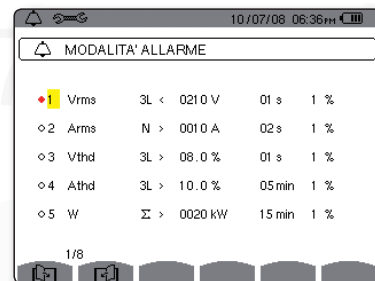 10/07/08 06:36PM
MODALITA' ALLARME
1 Vrms 3L < 0210 V 01 s 1 %
2 Arms N > 0010 A 02 s 1 %
3 Vthd 3L > 08.0 % 01 s 1 %
4 Athd 3L > 10.0 % 05 min 1 %
5 W Σ > 0020 kW 15 min 1 %
1/8